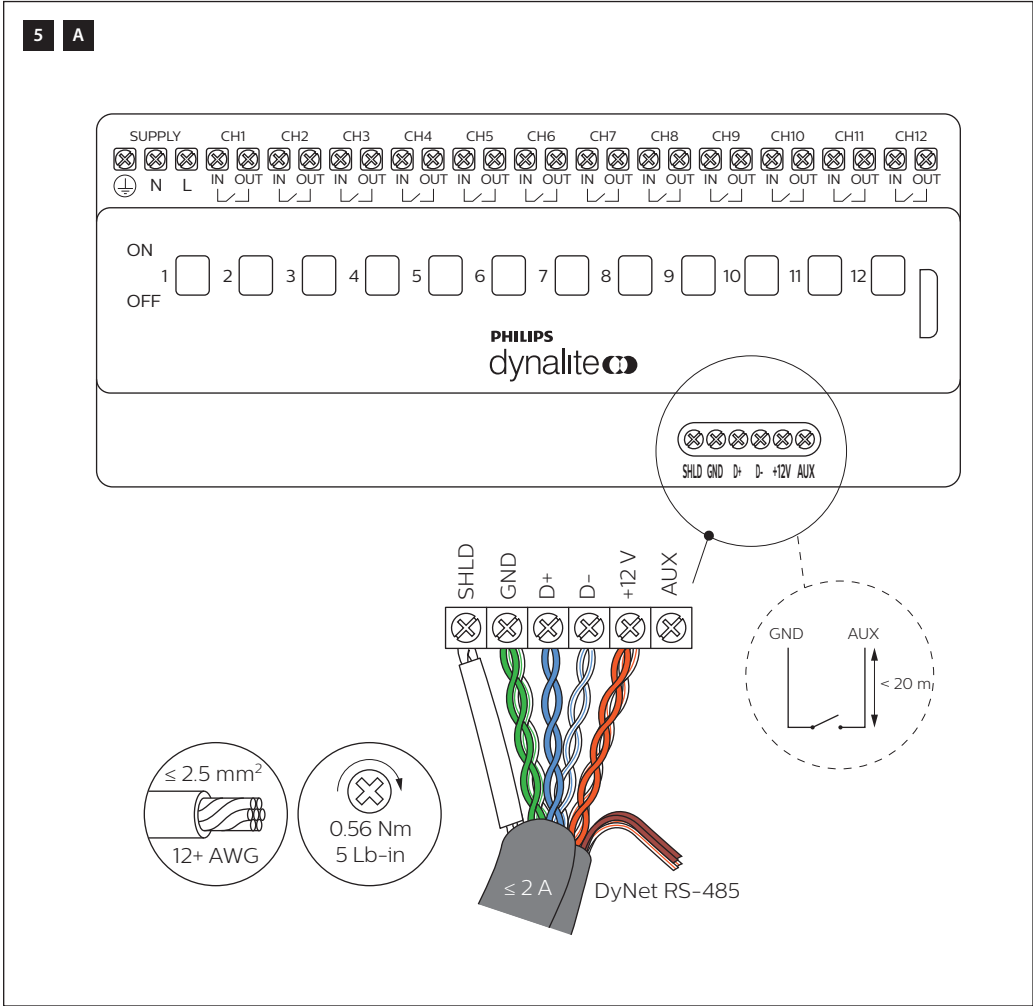 5 A
SUPPLY CH1 CH2 CH3 CH4 CH5 CH6 CH7 CH8 CH9 CH10 CH11 CH12
N L IN OUT IN OUT IN OUT IN OUT IN OUT IN OUT IN OUT IN OUT IN OUT IN OUT IN OUT IN OUT
ON
1 2 3 4 5 6 7 8 9 10 11 12
OFF
PHILIPS
dynalite
SHLD GND D+ D- +12V AUX
SHLD GND D+ D- +12 V AUX
GND AUX
< 20 m
≤ 2.5 mm²
12+ AWG
0.56 Nm
5 Lb-in
≤ 2 A
DyNet RS-485